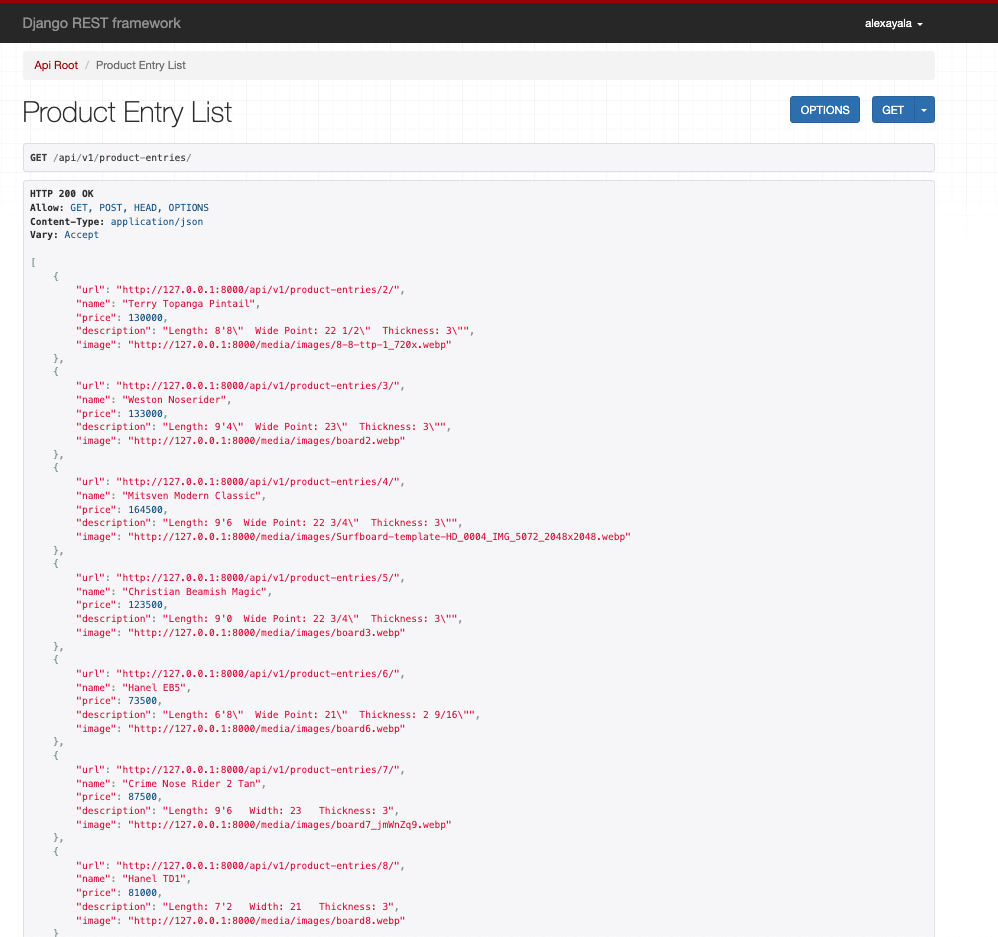 Django REST framework
alexayala
Api Root / Product Entry List
Product Entry List
OPTIONS
GET
GET /api/v1/product-entries/
HTTP 200 OK
Allow: GET, POST, HEAD, OPTIONS
Content-Type: application/json
Vary: Accept
[
    {
        "url": "http://127.0.0.1:8000/api/v1/product-entries/2/",
        "name": "Terry Topanga Pintail",
        "price": 130000,
        "description": "Length: 8'8\"  Wide Point: 22 1/2\"  Thickness: 3\"",
        "image": "http://127.0.0.1:8000/media/images/8-8-ttp-1_720x.webp"
    },
    {
        "url": "http://127.0.0.1:8000/api/v1/product-entries/3/",
        "name": "Weston Noserider",
        "price": 133000,
        "description": "Length: 9'4\"  Wide Point: 23\"  Thickness: 3\"",
        "image": "http://127.0.0.1:8000/media/images/board2.webp"
    },
    {
        "url": "http://127.0.0.1:8000/api/v1/product-entries/4/",
        "name": "Mitsven Modern Classic",
        "price": 164500,
        "description": "Length: 9'6  Wide Point: 22 3/4\"  Thickness: 3\"",
        "image": "http://127.0.0.1:8000/media/images/Surfboard-template-HD_0004_IMG_5072_2048x2048.webp"
    },
    {
        "url": "http://127.0.0.1:8000/api/v1/product-entries/5/",
        "name": "Christian Beamish Magic",
        "price": 123500,
        "description": "Length: 9'0  Wide Point: 22 3/4\"  Thickness: 3\"",
        "image": "http://127.0.0.1:8000/media/images/board3.webp"
    },
    {
        "url": "http://127.0.0.1:8000/api/v1/product-entries/6/",
        "name": "Hanel EB5",
        "price": 73500,
        "description": "Length: 6'8\"  Wide Point: 21\"  Thickness: 2 9/16\"",
        "image": "http://127.0.0.1:8000/media/images/board6.webp"
    },
    {
        "url": "http://127.0.0.1:8000/api/v1/product-entries/7/",
        "name": "Crime Nose Rider 2 Tan",
        "price": 87500,
        "description": "Length: 9'6   Width: 23   Thickness: 3",
        "image": "http://127.0.0.1:8000/media/images/board7_jmWnZq9.webp"
    },
    {
        "url": "http://127.0.0.1:8000/api/v1/product-entries/8/",
        "name": "Hanel TD1",
        "price": 81000,
        "description": "Length: 7'2   Width: 21   Thickness: 3",
        "image": "http://127.0.0.1:8000/media/images/board8.webp"
    }